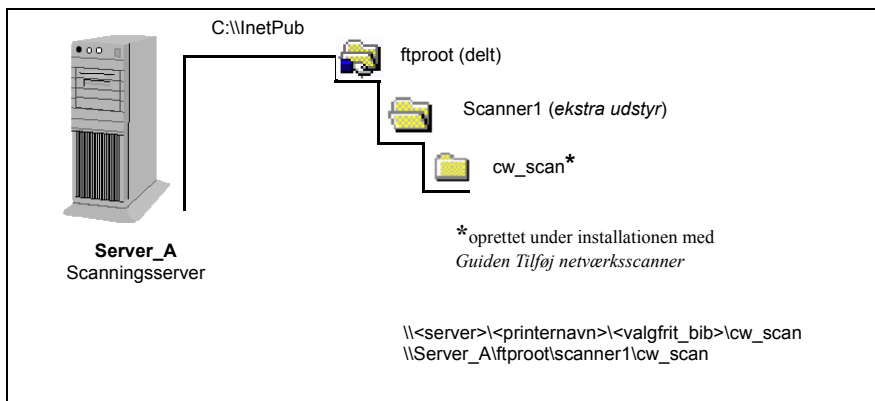 C:\\InetPub
ftproot (delt)
Scanner1 (ekstra udstyr)
cw_scan*
*oprettet under installationen med
Guiden Tilføj netværksscanner
Server_A
Scanningsserver
\\<server>\<printernavn>\<valgfrit_bib>\cw_scan
\\Server_A\ftproot\scanner1\cw_scan